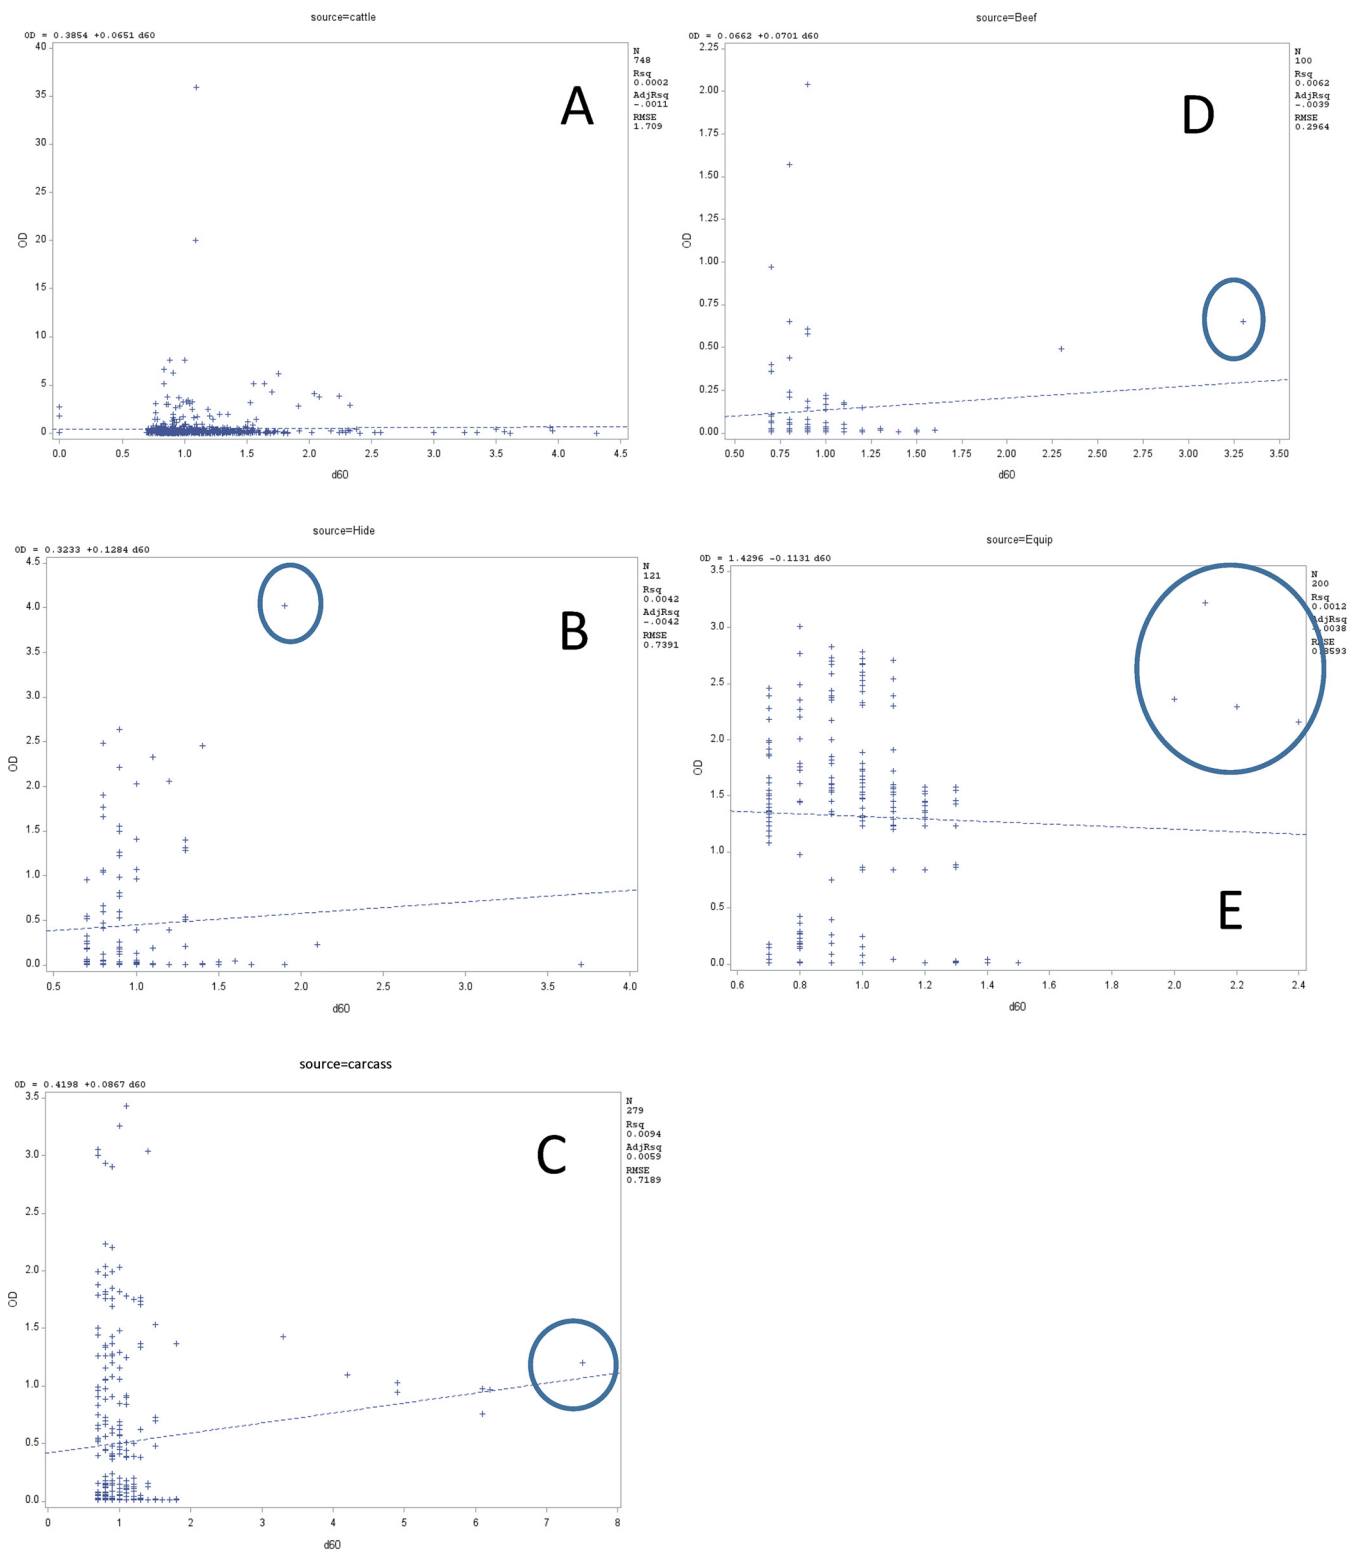 source=cattle
OD = 0.3854 +0.0651 d60
40
35
30
25
20
15
10
5
0
OD
0.0 0.5 1.0 1.5 2.0 2.5 3.0 3.5 4.0 4.5
d60
N
748
Rsq
0.0002
AdjRsq
-.0011
RMSE
1.709
A
source=Beef
OD = 0.0662 +0.0701 d60
2.25
2.00
1.75
1.50
1.25
1.00
0.75
0.50
0.25
0.00
OD
0.50 0.75 1.00 1.25 1.50 1.75 2.00 2.25 2.50 2.75 3.00 3.25 3.50
d60
N
100
Rsq
0.0062
AdjRsq
-.0039
RMSE
0.2964
D
source=Hide
OD = 0.3233 +0.1284 d60
4.5
4.0
3.5
3.0
2.5
2.0
1.5
1.0
0.5
0.0
OD
0.5 1.0 1.5 2.0 2.5 3.0 3.5 4.0
d60
N
121
Rsq
0.0042
AdjRsq
-.0042
RMSE
0.7391
B
source=Equip
OD = 1.4296 -0.1131 d60
3.5
3.0
2.5
2.0
1.5
1.0
0.5
0.0
OD
0.6 0.8 1.0 1.2 1.4 1.6 1.8 2.0 2.2 2.4
d60
N
200
Rsq
0.0012
E
source=carcass
OD = 0.4198 +0.0867 d60
3.5
3.0
2.5
2.0
1.5
1.0
0.5
0.0
OD
0 1 2 3 4 5 6 7 8
d60
N
279
Rsq
0.0094
AdjRsq
0.0059
RMSE
0.7189
C